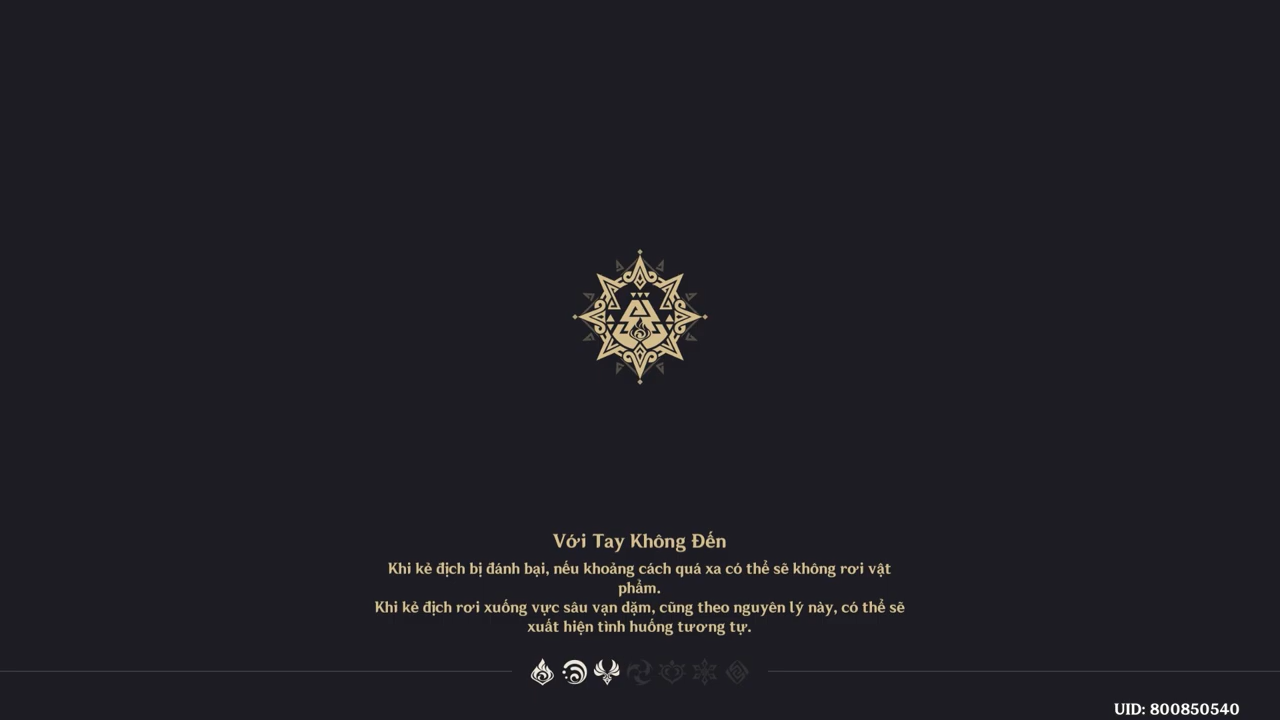 Với Tay Không Đến
Khi kẻ địch bị đánh bại, nếu khoảng cách quá xa có thể sẽ không rơi vật
phẩm.
Khi kẻ địch rơi xuống vực sâu vạn dặm, cũng theo nguyên lý này, có thể sẽ
xuất hiện tình huống tương tự.
UID: 800850540